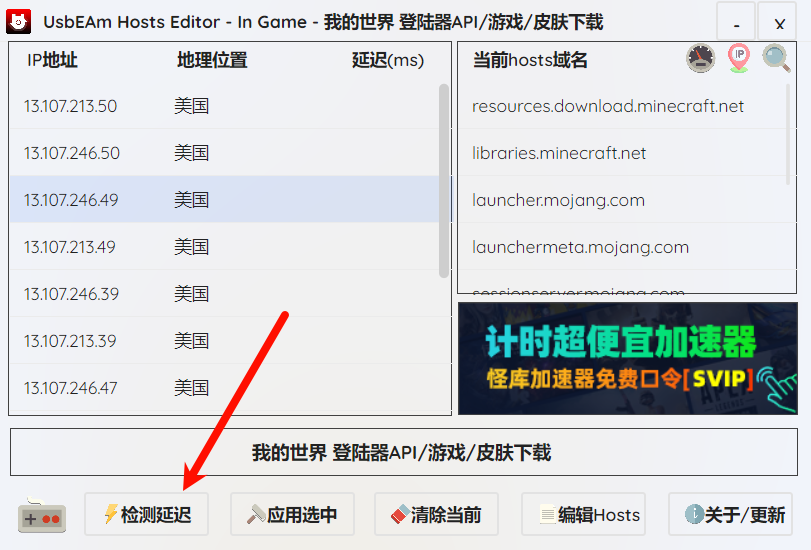 UsbEAm Hosts Editor - In Game - 我的世界 登陆器API/游戏/皮肤下载
- x
IP地址 地理位置 延迟(ms)
13.107.213.50 美国
13.107.246.50 美国
13.107.246.49 美国
13.107.213.49 美国
13.107.246.39 美国
13.107.213.39 美国
13.107.246.47 美国
当前hosts域名
IP
resources.download.minecraft.net
libraries.minecraft.net
launcher.mojang.com
launchermeta.mojang.com
sessionserver.mojang.com
计时超便宜加速器
怪库加速器免费口令[SVIP]
我的世界 登陆器API/游戏/皮肤下载
检测延迟 应用选中 清除当前 编辑Hosts 关于/更新